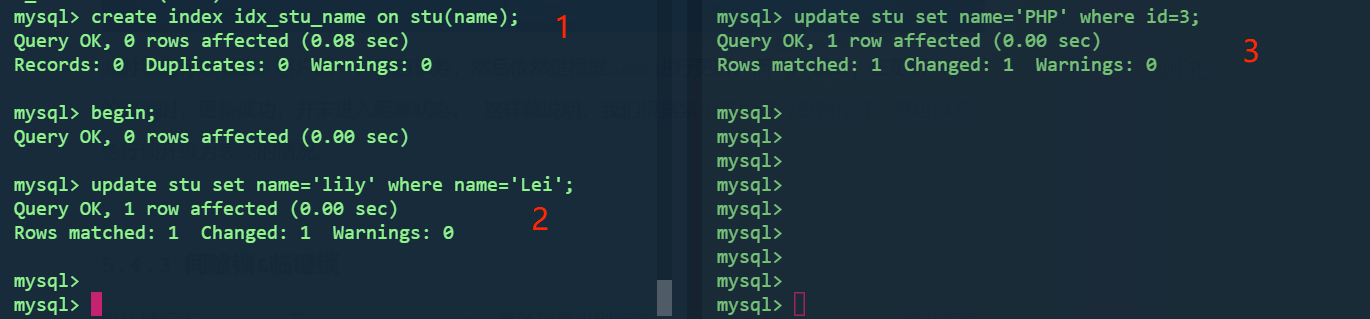 mysql> create index idx_stu_name on stu(name);
Query OK, 0 rows affected (0.08 sec)
Records: 0  Duplicates: 0  Warnings: 0
1
mysql> begin;
Query OK, 0 rows affected (0.00 sec)
mysql> update stu set name='lily' where name='Lei';
Query OK, 1 row affected (0.00 sec)
Rows matched: 1  Changed: 1  Warnings: 0
2
mysql>
mysql>
mysql> update stu set name='PHP' where id=3;
Query OK, 1 row affected (0.00 sec)
Rows matched: 1  Changed: 1  Warnings: 0
3
mysql>
mysql>
mysql>
mysql>
mysql>
mysql>
mysql>
mysql>
mysql>